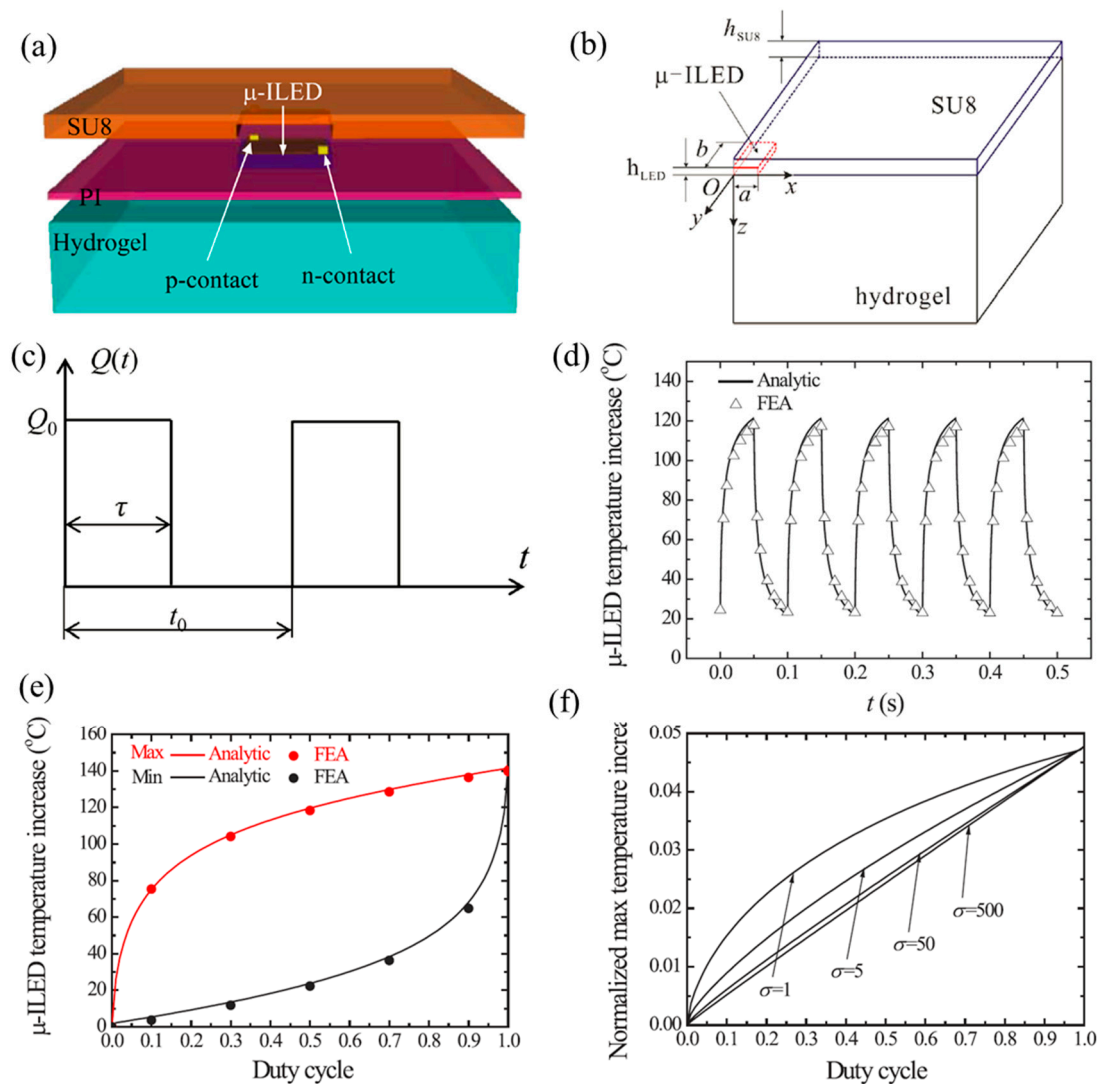 (a)
μ-ILED
SU8
PI
Hydrogel
p-contact
n-contact
(b)
hSU8
μ-ILED
SU8
b
hLED
O
a
x
y
z
hydrogel
(c)
Q(t)
Q0
τ
t
t0
(d)
μ-ILED temperature increase (°C)
140
120
100
80
60
40
20
0
Analytic
FEA
0.0 0.1 0.2 0.3 0.4 0.5
t (s)
(e)
μ-ILED temperature increase (°C)
160
140
120
100
80
60
40
20
0
Max Analytic FEA
Min Analytic FEA
0.0 0.1 0.2 0.3 0.4 0.5 0.6 0.7 0.8 0.9 1.0
Duty cycle
(f)
Normalized max temperature increa
0.05
0.04
0.03
0.02
0.01
0.00
σ=1
σ=5
σ=50
σ=500
0.0 0.1 0.2 0.3 0.4 0.5 0.6 0.7 0.8 0.9 1.0
Duty cycle